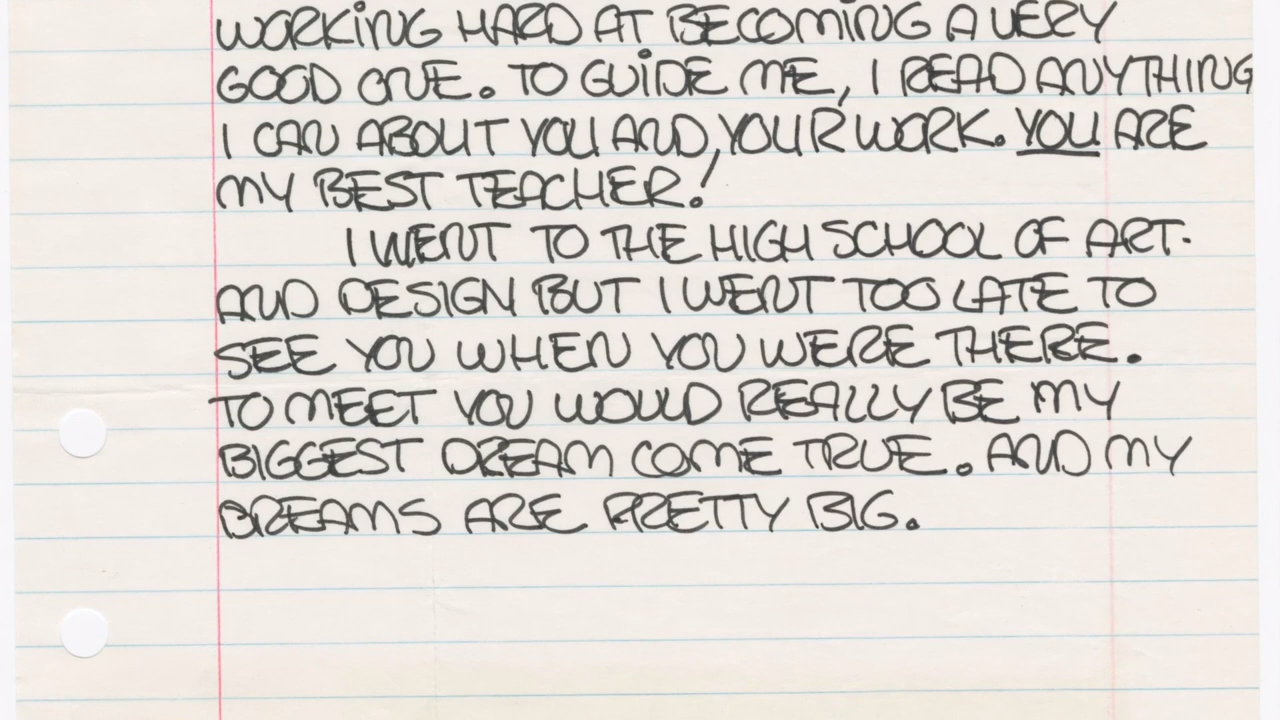 WORKING HARD AT BECOMING A VERY
GOOD ONE. TO GUIDE ME, I READ ANYTHING
I CAN ABOUT YOU AND, YOUR WORK. YOU ARE
MY BEST TEACHER!
I WENT TO THE HIGH SCHOOL OF ART.
AND DESIGN BUT I WENT TOO LATE TO
SEE YOU WHEN YOU WERE THERE.
TO MEET YOU WOULD REALLY BE MY
BIGGEST DREAM COME TRUE. AND MY
DREAMS ARE PRETTY BIG.